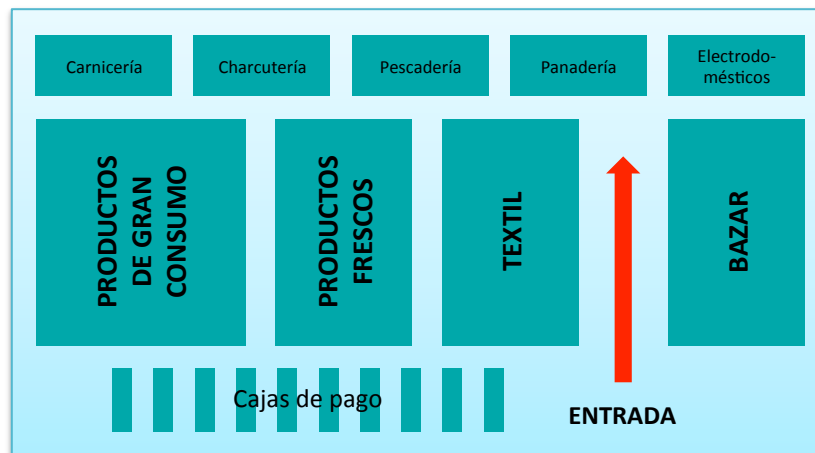 Carnicería
Charcutería
Pescadería
Panadería
Electrodo-
mésticos
PRODUCTOS
DE GRAN
CONSUMO
PRODUCTOS
FRESCOS
TEXTIL
BAZAR
Cajas de pago
ENTRADA